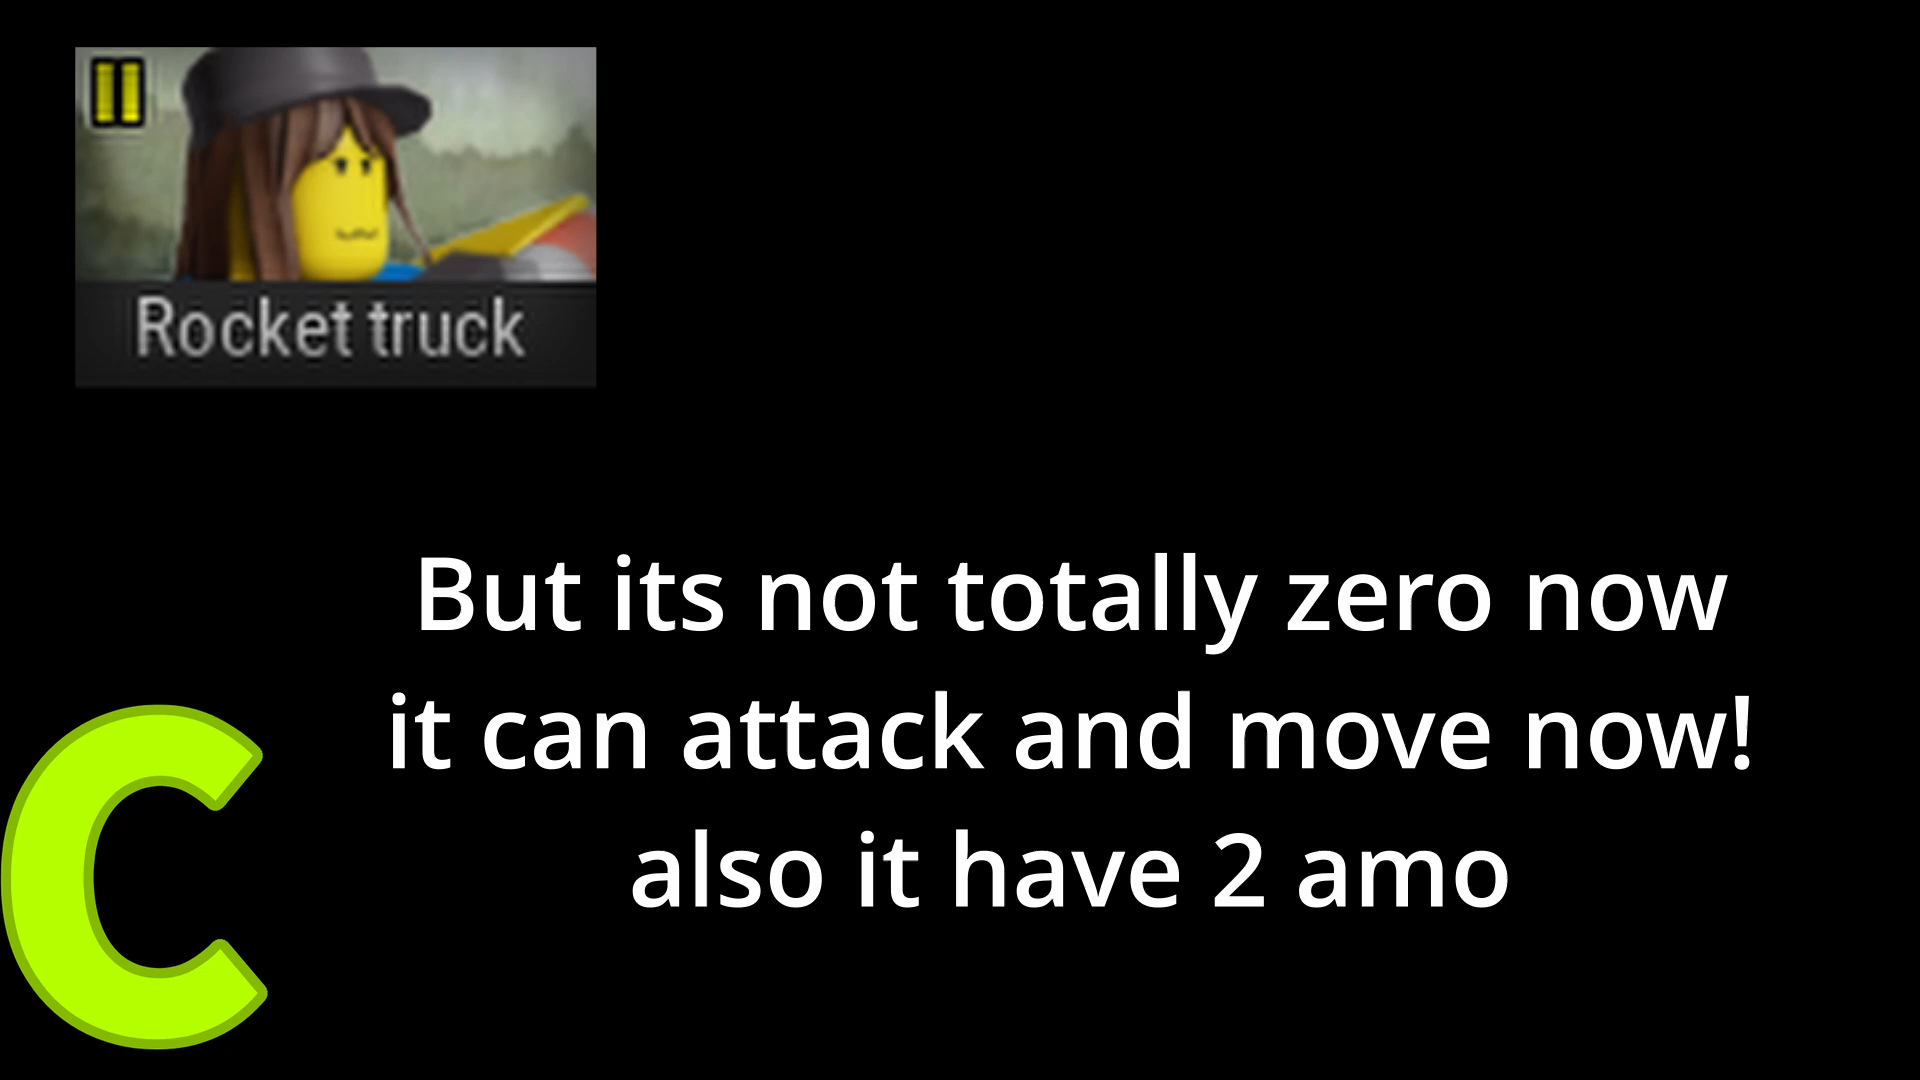 Rocket truck
But its not totally zero now
it can attack and move now!
also it have 2 amo
C